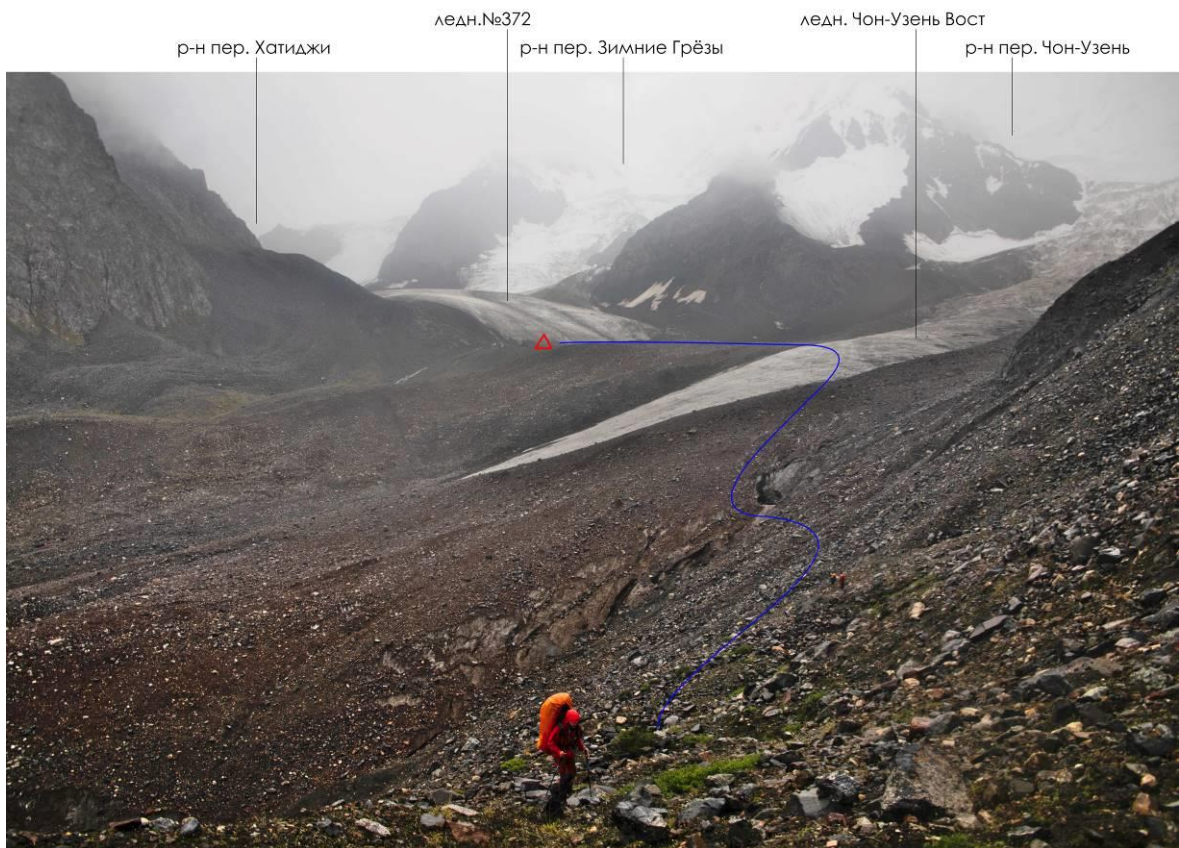 ледн.№372
ледн. Чон-Узень Вост
р-н пер. Хатиджи
р-н пер. Зимние Грёзы
р-н пер. Чон-Узень